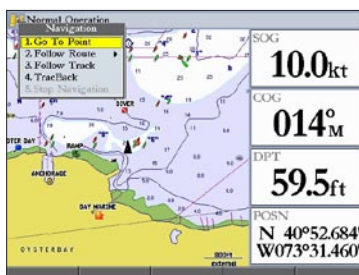 Normal Operation
Navigation
1. Go To Point
2. Follow Route
3. Follow Track
4. TracBack
5. Stop Navigation
SOG
10.0kt
COG
014°M
DPT
59.5ft
POSN
N 40°52.684'
W073°31.460'
DIVER
RAMP
ANCHORAGE
DAY MARINE
OYSTERBAY
800ft